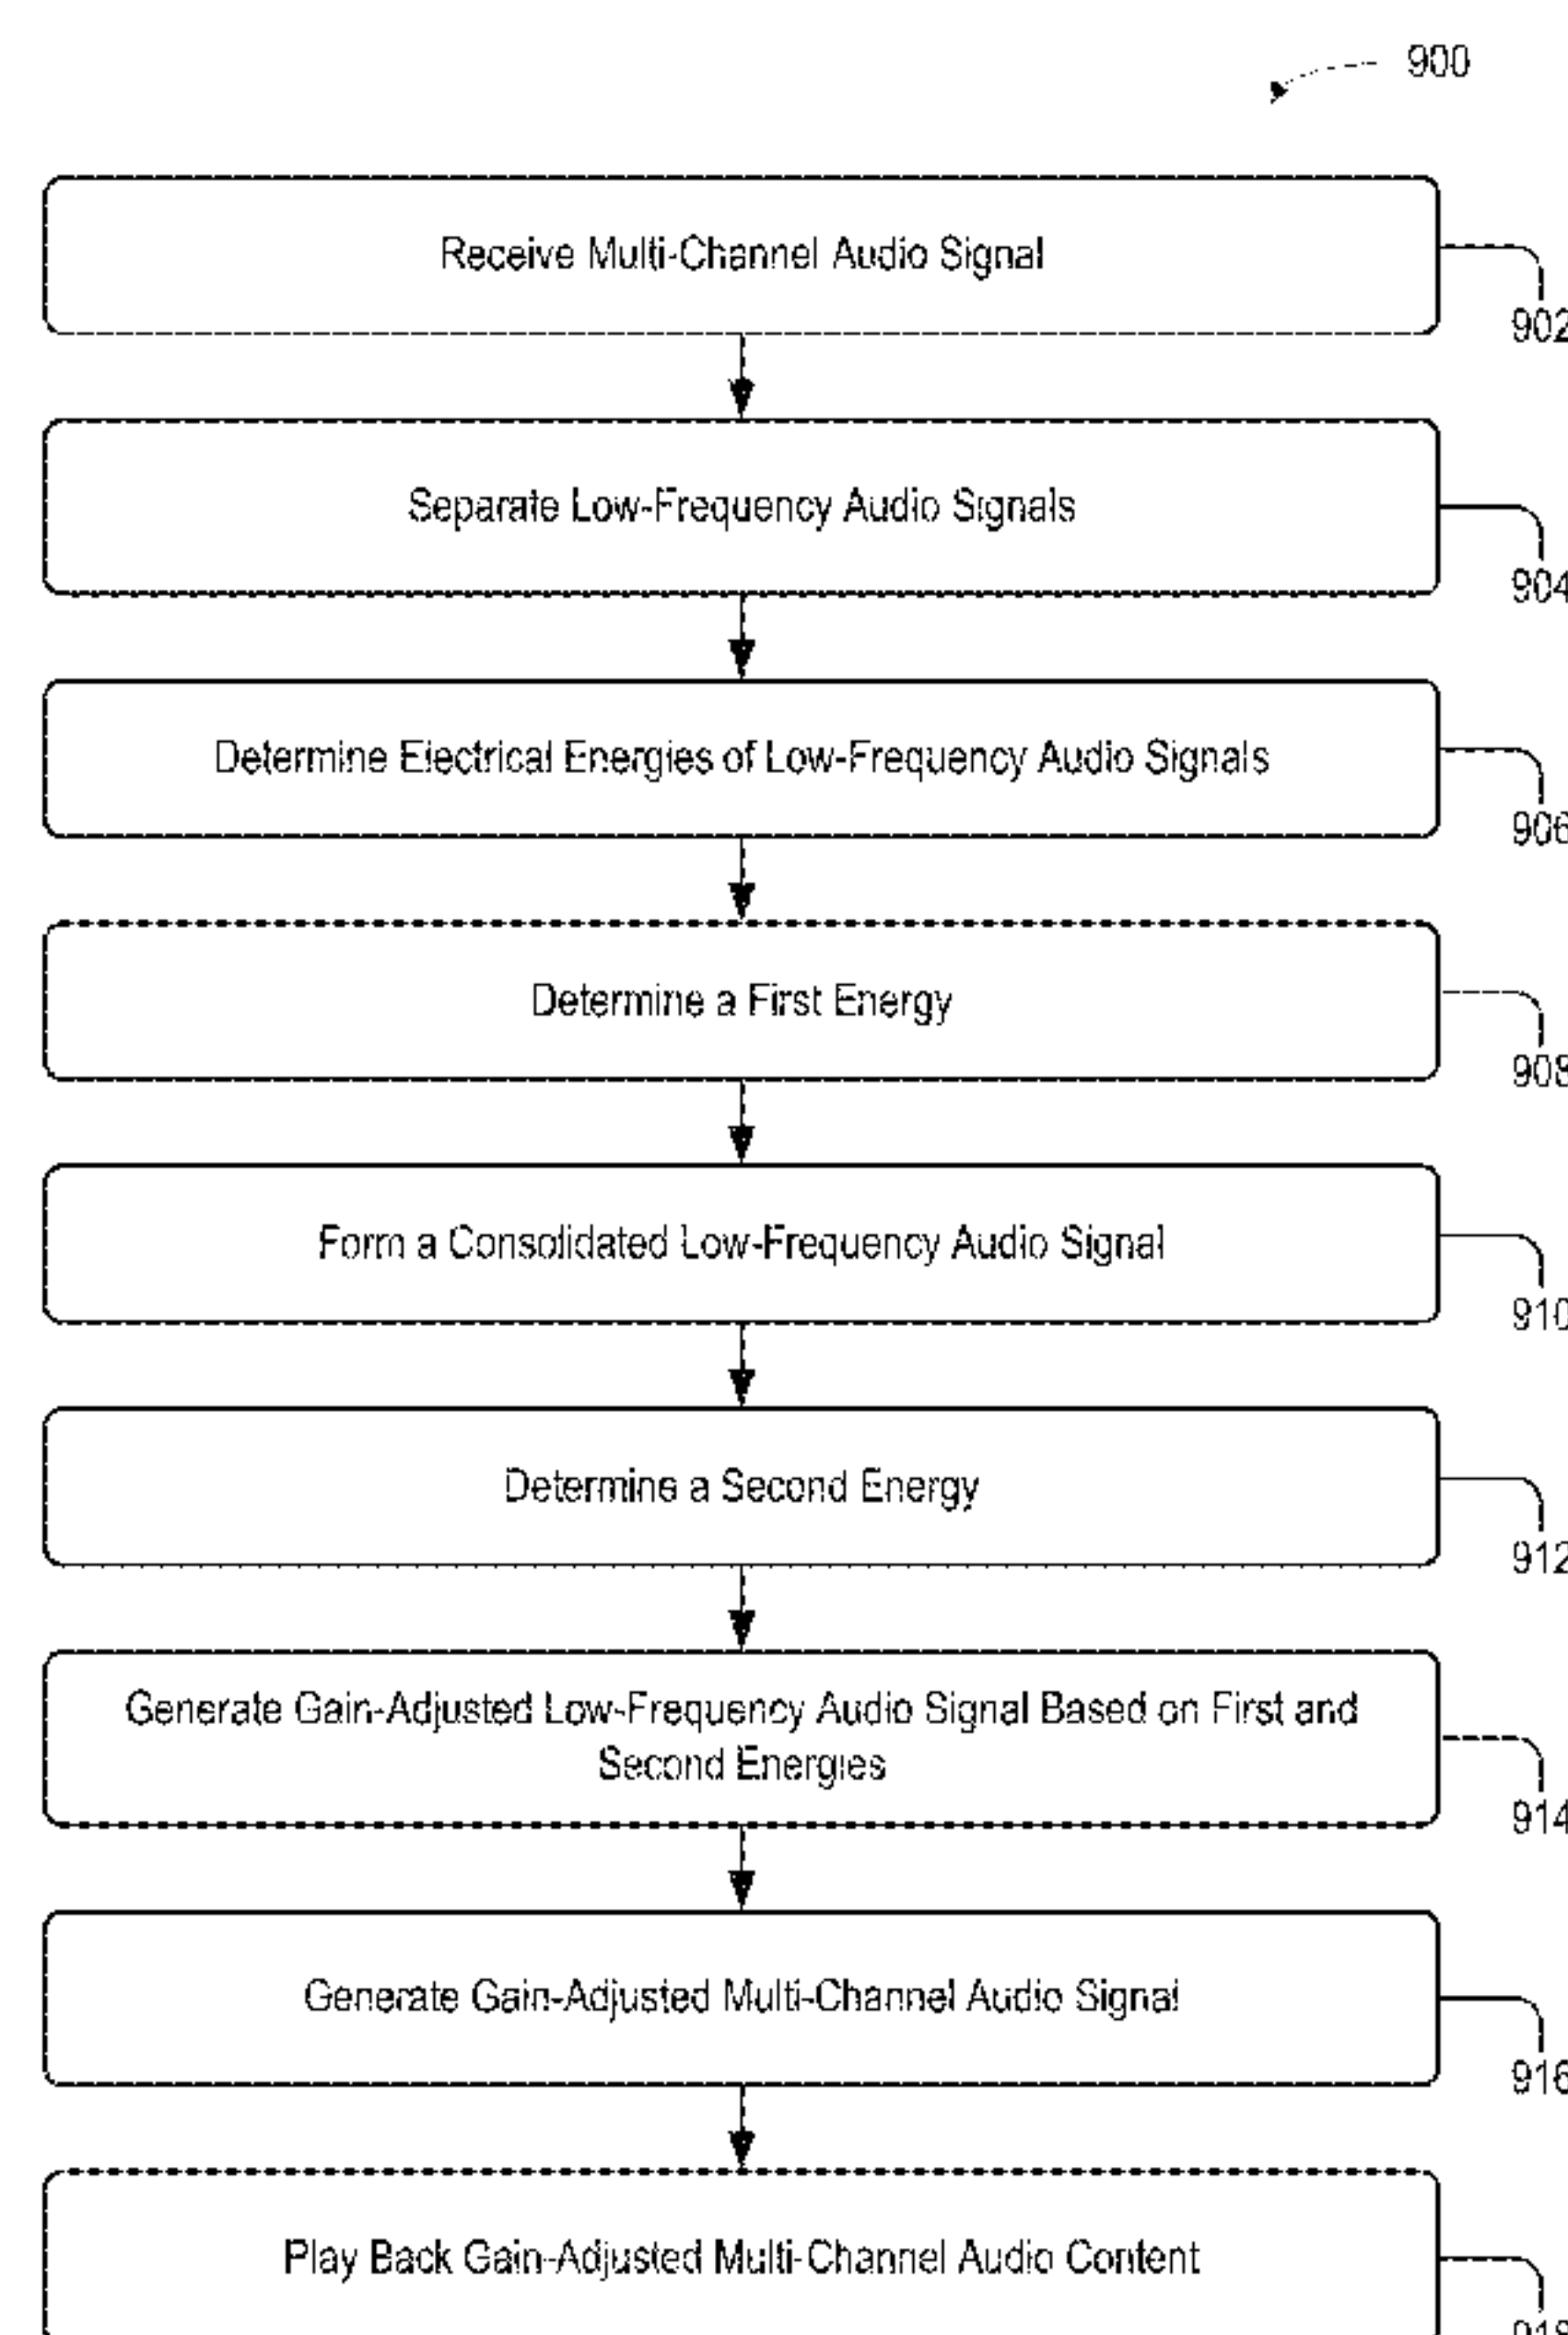 900
Receive Multi-Channel Audio Signal
902
Separate Low-Frequency Audio Signals
904
Determine Electrical Energies of Low-Frequency Audio Signals
906
Determine a First Energy
908
Form a Consolidated Low-Frequency Audio Signal
910
Determine a Second Energy
912
Generate Gain-Adjusted Low-Frequency Audio Signal Based on First and
Second Energies
914
Generate Gain-Adjusted Multi-Channel Audio Signal
916
Play Back Gain-Adjusted Multi-Channel Audio Content